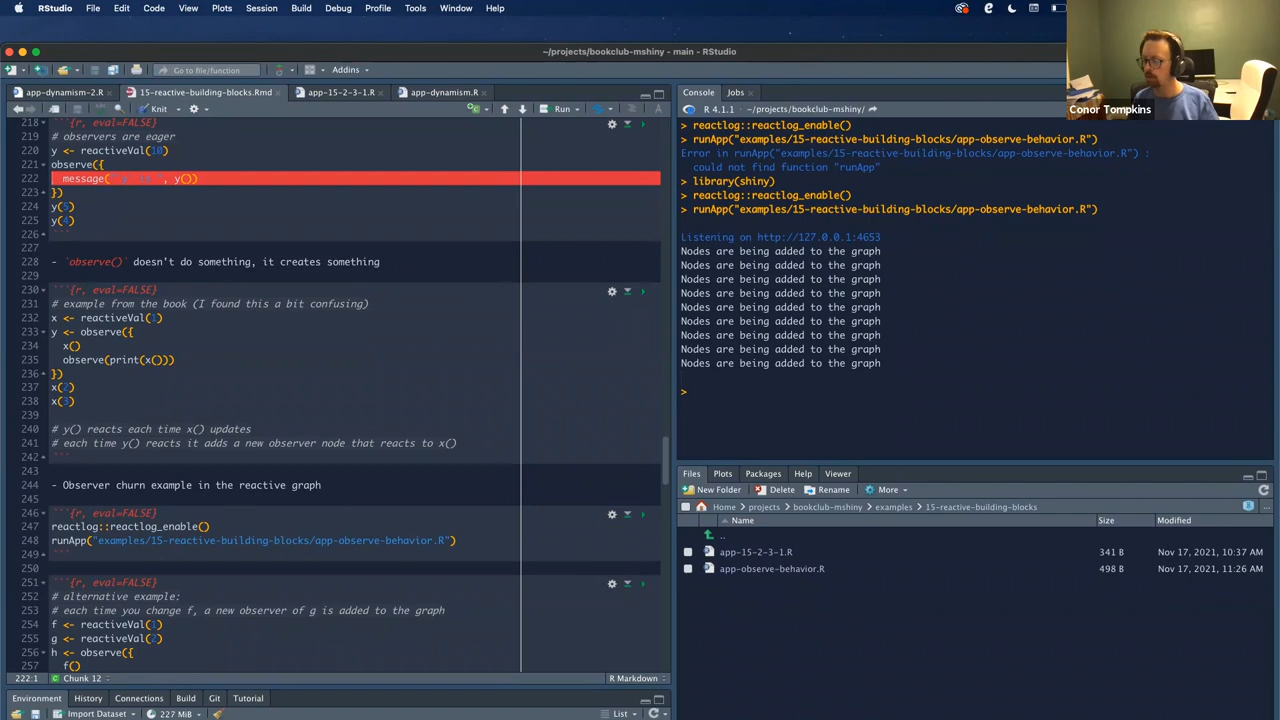 RStudio File Edit Code View Plots Session Build Debug Profile Tools Window Help
~/projects/bookclub-mshiny - main - RStudio
Go to file/function Addins
app-dynamism-2.R 15-reactive-building-blocks.Rmd app-15-2-3-1.R app-dynamism.R
Knit Run
218 ```{r, eval=FALSE}
219 # observers are eager
220 y <- reactiveVal(10)
221 observe({
222 message("`y` is ", y())
223 })
224 y(5)
225 y(4)
226 ```
227
228 - `observe()` doesn't do something, it creates something
229
230 ```{r, eval=FALSE}
231 # example from the book (I found this a bit confusing)
232 x <- reactiveVal(1)
233 y <- observe({
234 x()
235 observe(print(x()))
236 })
237 x(2)
238 x(3)
239
240 # y() reacts each time x() updates
241 # each time y() reacts it adds a new observer node that reacts to x()
242 ```
243
244 - Observer churn example in the reactive graph
245
246 ```{r, eval=FALSE}
247 reactlog::reactlog_enable()
248 runApp("examples/15-reactive-building-blocks/app-observe-behavior.R")
249 ```
250
251 ```{r, eval=FALSE}
252 # alternative example:
253 # each time you change f, a new observer of g is added to the graph
254 f <- reactiveVal(1)
255 g <- reactiveVal(2)
256 h <- observe({
257 f()
222:1 Chunk 12 R Markdown
Environment History Connections Build Git Tutorial
Import Dataset 227 MiB List
Console Jobs
R 4.1.1 · ~/projects/bookclub-mshiny/
> reactlog::reactlog_enable()
> runApp("examples/15-reactive-building-blocks/app-observe-behavior.R")
Error in runApp("examples/15-reactive-building-blocks/app-observe-behavior.R") :
could not find function "runApp"
> library(shiny)
> reactlog::reactlog_enable()
> runApp("examples/15-reactive-building-blocks/app-observe-behavior.R")
Listening on http://127.0.0.1:4653
Nodes are being added to the graph
Nodes are being added to the graph
Nodes are being added to the graph
Nodes are being added to the graph
Nodes are being added to the graph
Nodes are being added to the graph
Nodes are being added to the graph
Nodes are being added to the graph
Nodes are being added to the graph
>
Files Plots Packages Help Viewer
New Folder Delete Rename More
Home projects bookclub-mshiny examples 15-reactive-building-blocks
Name Size Modified
..
app-15-2-3-1.R 341 B Nov 17, 2021, 10:37 AM
app-observe-behavior.R 498 B Nov 17, 2021, 11:26 AM
Conor Tompkins